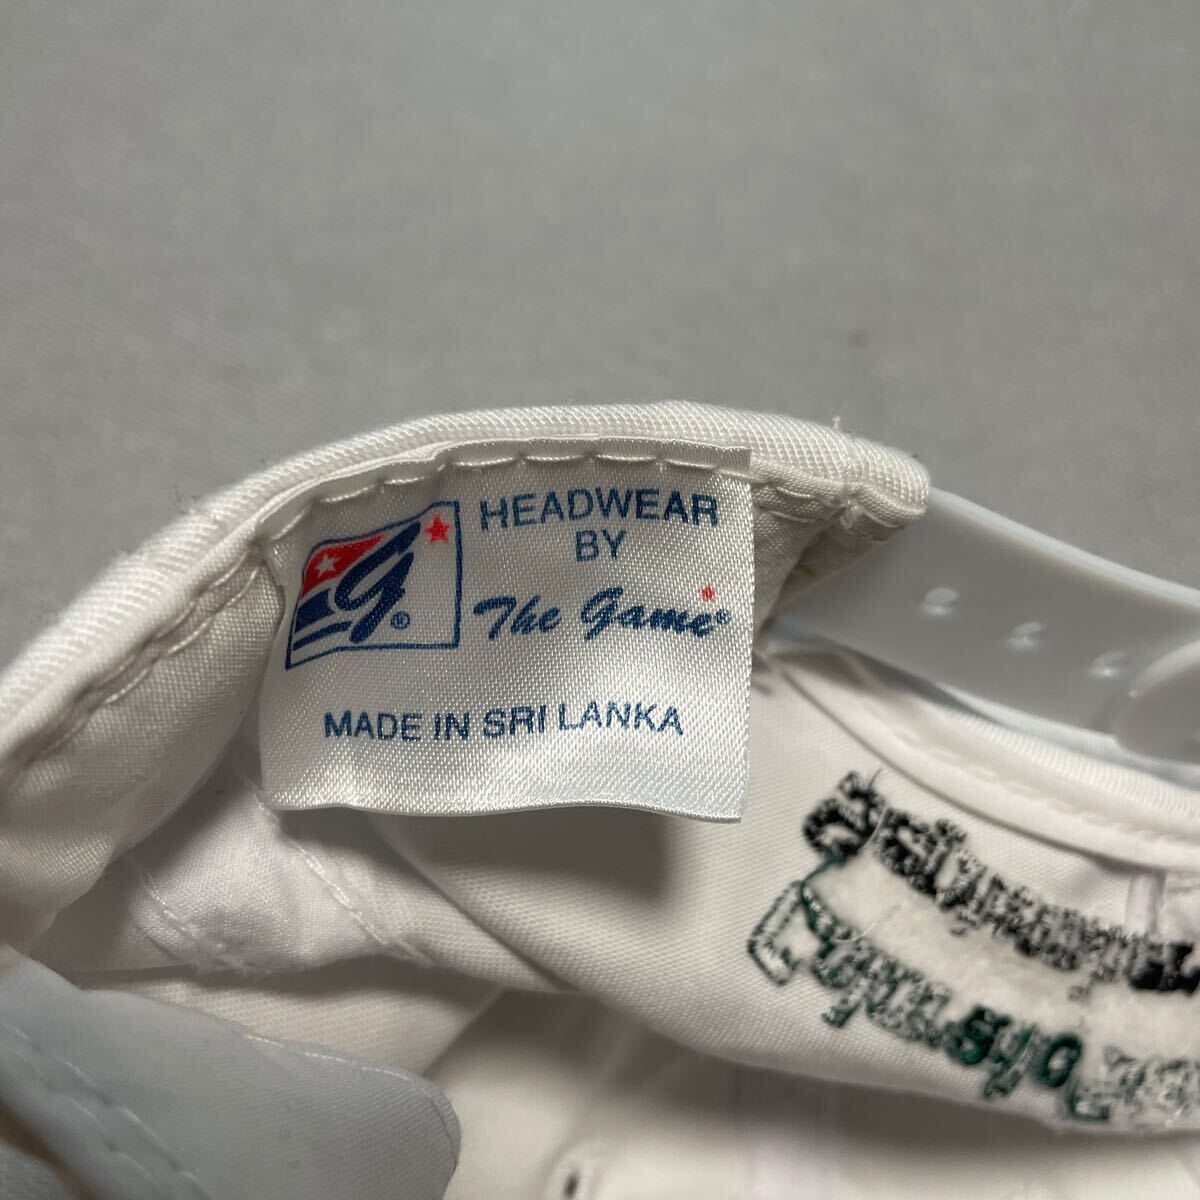 HEADWEAR
BY
The Game®
g®
MADE IN SRI LANKA